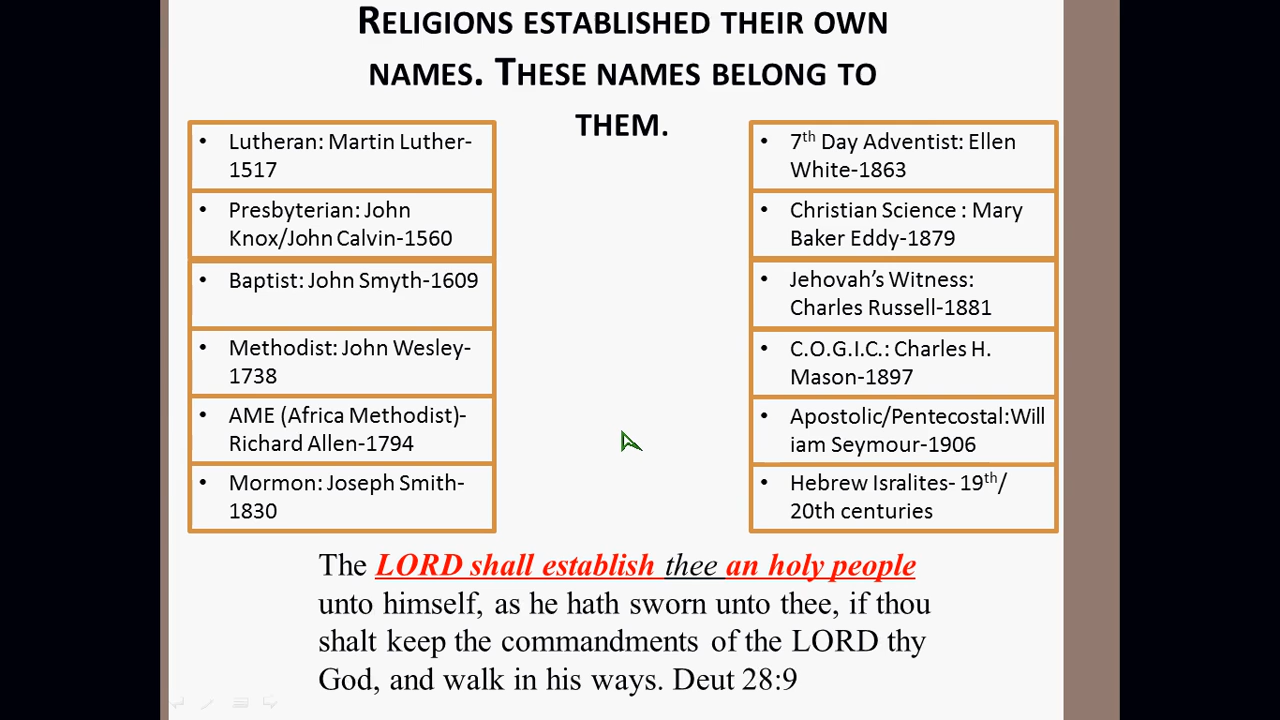 RELIGIONS ESTABLISHED THEIR OWN
NAMES. THESE NAMES BELONG TO
THEM.
• Lutheran: Martin Luther-
1517
• Presbyterian: John
Knox/John Calvin-1560
• Baptist: John Smyth-1609
• Methodist: John Wesley-
1738
• AME (Africa Methodist)-
Richard Allen-1794
• Mormon: Joseph Smith-
1830
• 7th Day Adventist: Ellen
White-1863
• Christian Science : Mary
Baker Eddy-1879
• Jehovah’s Witness:
Charles Russell-1881
• C.O.G.I.C.: Charles H.
Mason-1897
• Apostolic/Pentecostal:Will
iam Seymour-1906
• Hebrew Isralites- 19th/
20th centuries
The LORD shall establish thee an holy people
unto himself, as he hath sworn unto thee, if thou
shalt keep the commandments of the LORD thy
God, and walk in his ways. Deut 28:9